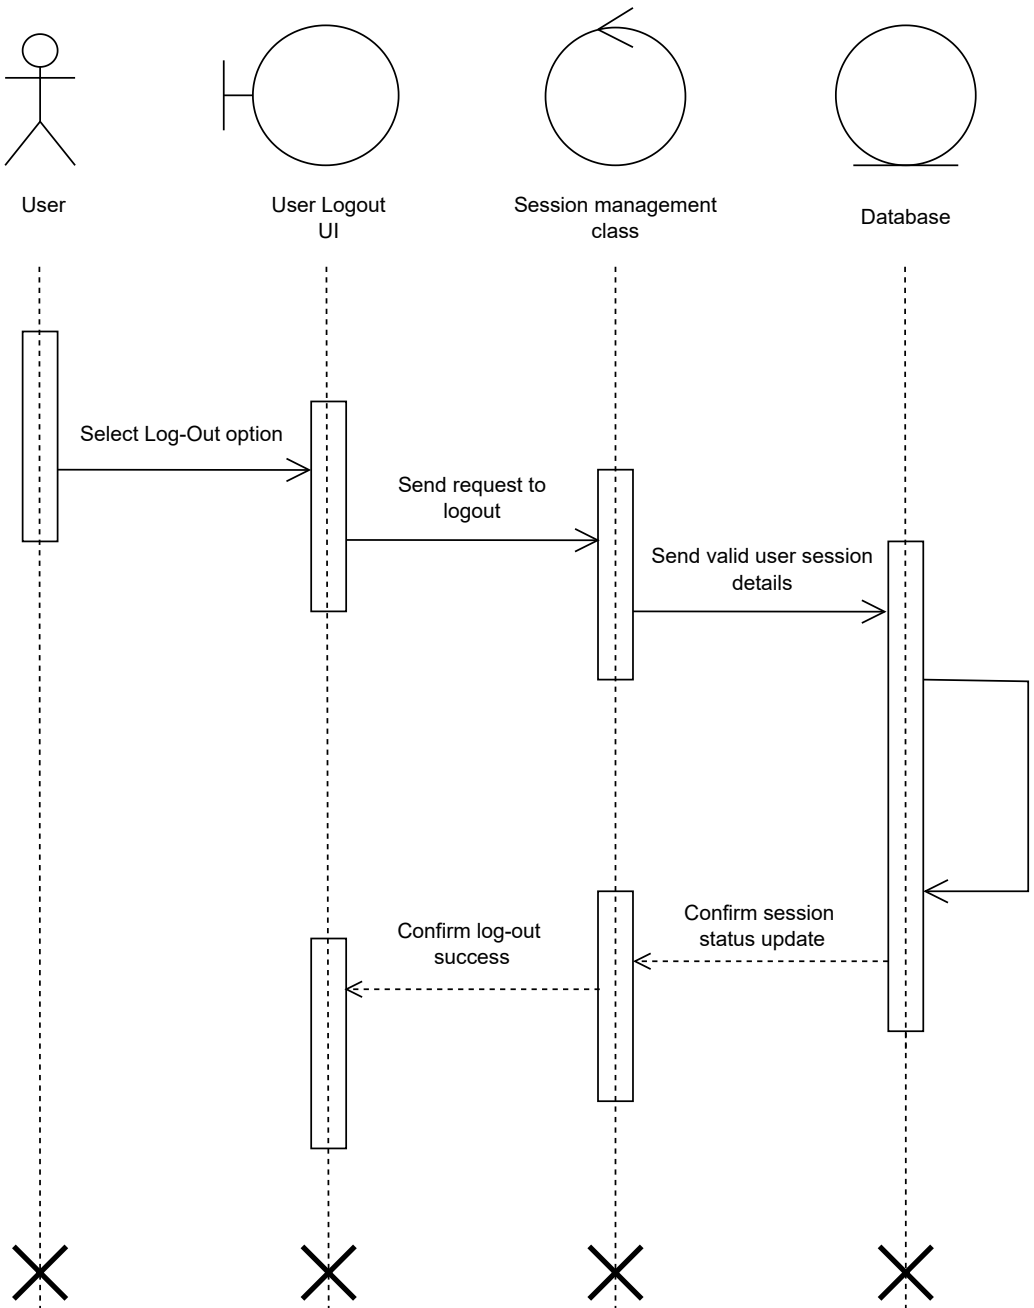 User
User Logout
UI
Session management
class
Database
Select Log-Out option
Send request to
logout
Send valid user session
details
Confirm session
status update
Confirm log-out
success